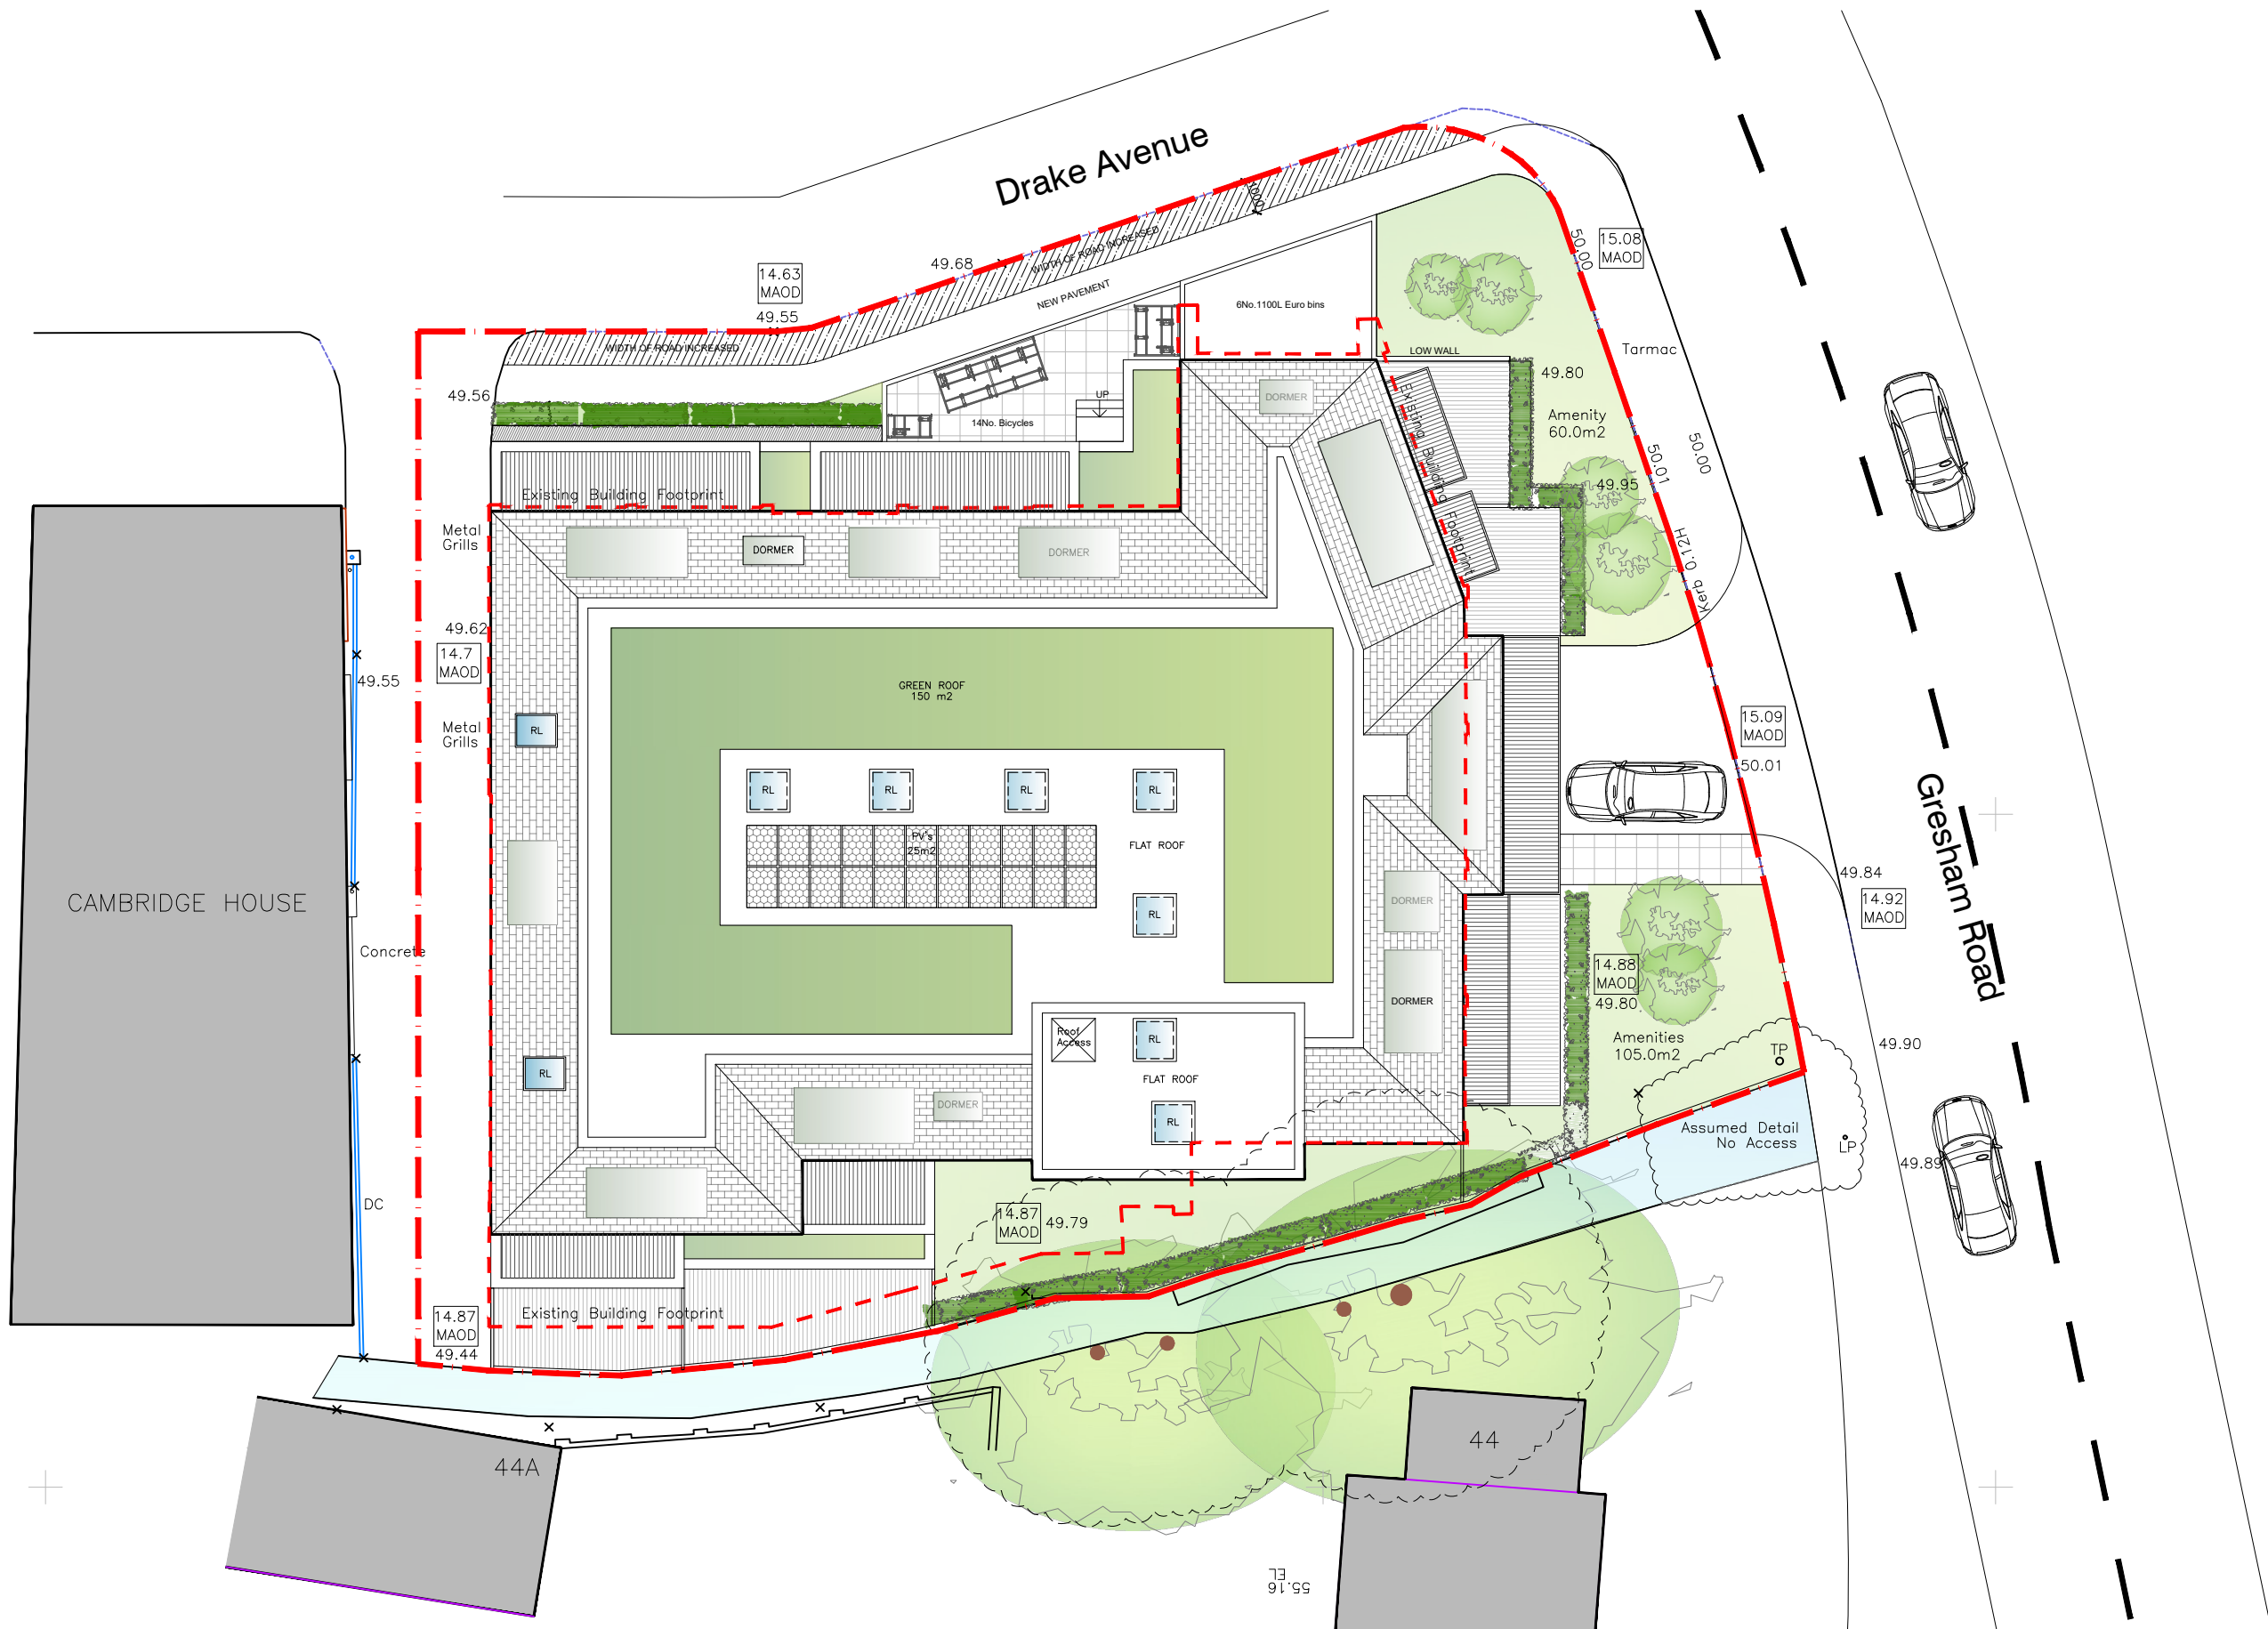 Drake Avenue
1000
15.08
MAOD
50.00
14.63
MAOD
49.68
WIDTH OF ROAD INCREASED
NEW PAVEMENT
6No.1100L Euro bins
49.55
WIDTH OF ROAD INCREASED
LOW WALL
Tarmac
49.80
49.56
UP
DORMER
Existing Building Footprint
Amenity
60.0m2
14No. Bicycles
50.01
50.00
49.95
Existing Building Footprint
Metal
Grills
DORMER
DORMER
Kerb 0.12H
49.62
14.7
MAOD
49.55
GREEN ROOF
150 m2
Metal
Grills
RL
15.09
MAOD
50.01
RL
RL
RL
RL
PV's
25m2
FLAT ROOF
Gresham Road
49.84
14.92
MAOD
CAMBRIDGE HOUSE
DORMER
RL
Concrete
14.88
MAOD
49.80
DORMER
Roof
Access
RL
Amenities
105.0m2
TP
49.90
RL
FLAT ROOF
DORMER
RL
Assumed Detail
No Access
LP
49.89
DC
14.87
MAOD
49.79
Existing Building Footprint
14.87
MAOD
49.44
44A
44
55.16
EL